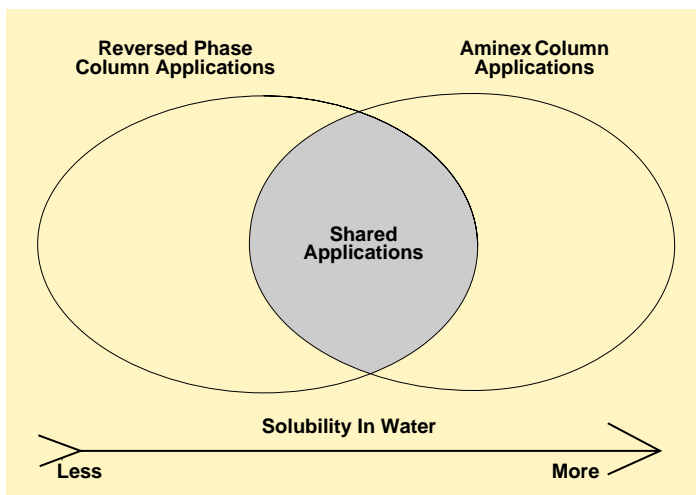 Reversed Phase
Column Applications
Aminex Column
Applications
Shared
Applications
Solubility In Water
Less
More